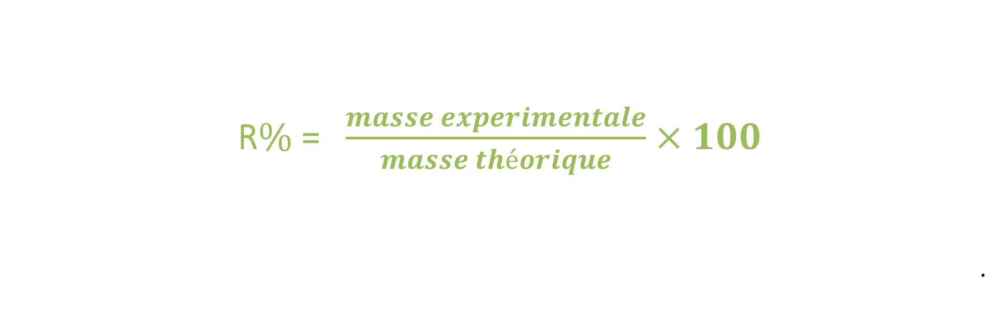 R% = masse experimentale / masse théorique × 100
.